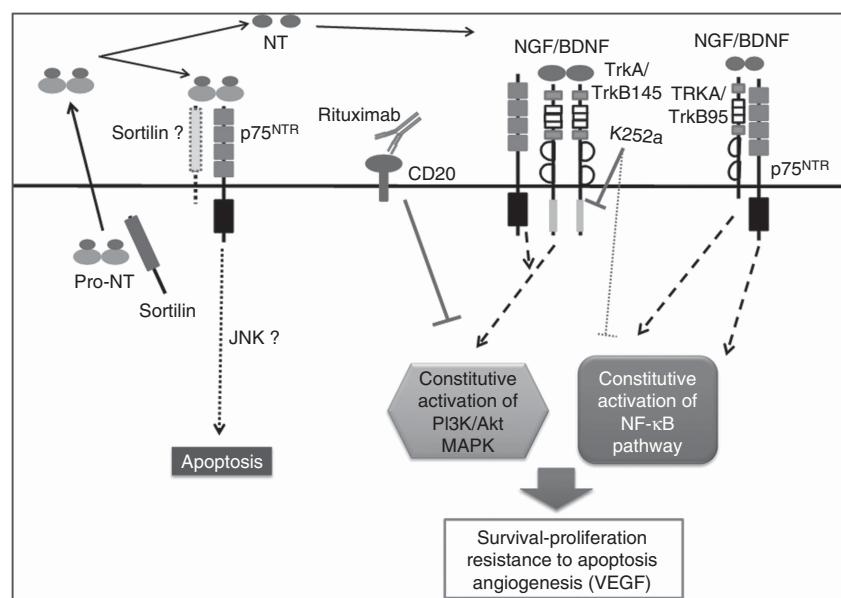 NT
NGF/BDNF
NGF/BDNF
TrkA/
TrkB145
TRKA/
TrkB95
Rituximab
Sortilin ?
p75NTR
K252a
CD20
p75NTR
Pro-NT
Sortilin
JNK ?
Constitutive
activation of
PI3K/Akt
MAPK
Constitutive
activation of
NF-κB
pathway
Apoptosis
Survival-proliferation
resistance to apoptosis
angiogenesis (VEGF)